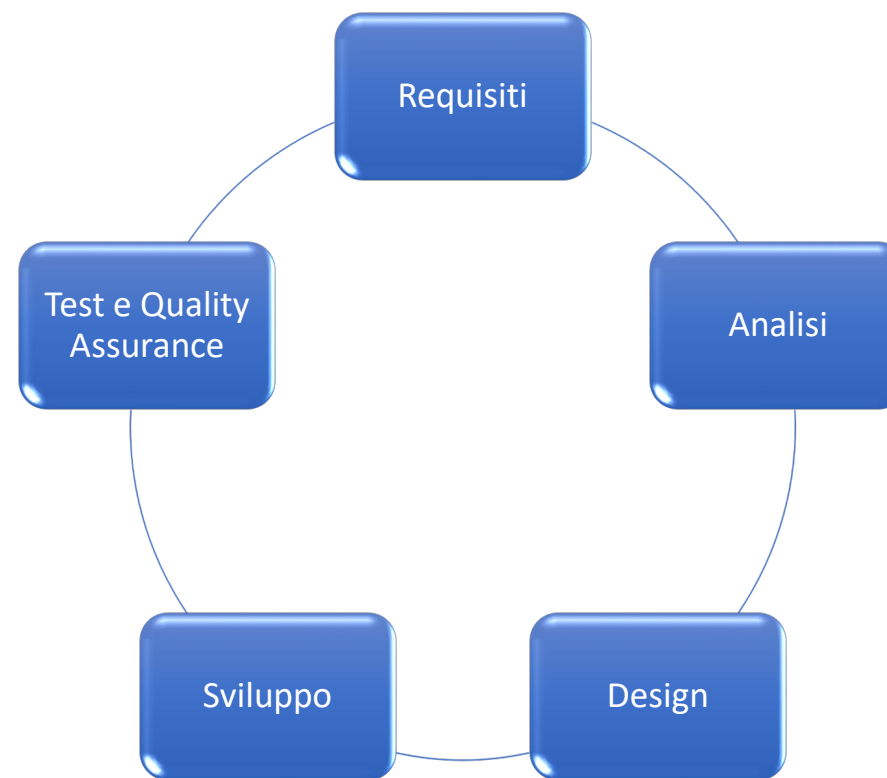 Requisiti
Analisi
Design
Sviluppo
Test e Quality
Assurance